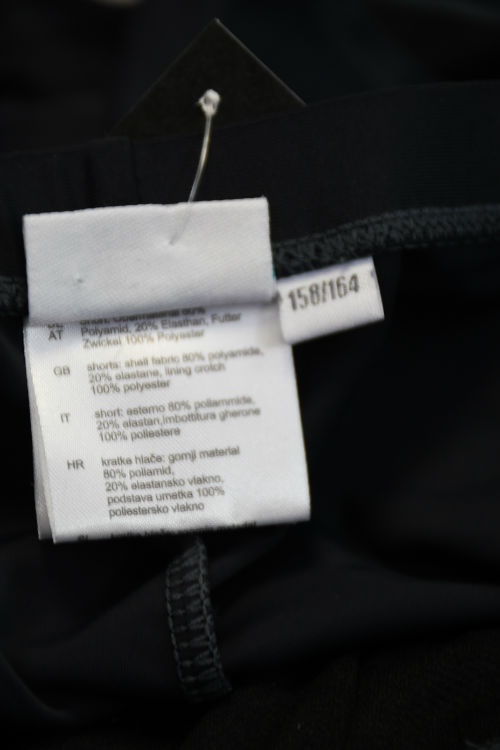 158/164
AT Polyamid, 20% Elasthan, Futter
Zwickel 100% Polyester
GB shorts: shell fabric 80% polyamide,
20% elastane, lining crotch
100% polyester
IT short: esterno 80% poliammide,
20% elastan,imbottitura gherone
100% poliestere
HR kratke hlače: gornji material
80% poliamid,
20% elastansko vlakno,
podstava umetka 100%
poliestersko vlakno